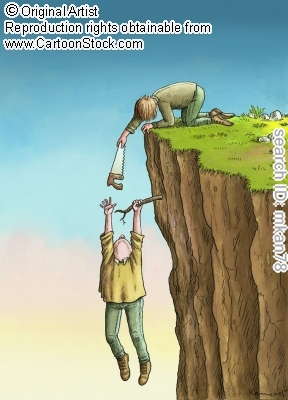 © Original Artist
Reproduction rights obtainable from
www.CartoonStock.com
search ID: mkan78